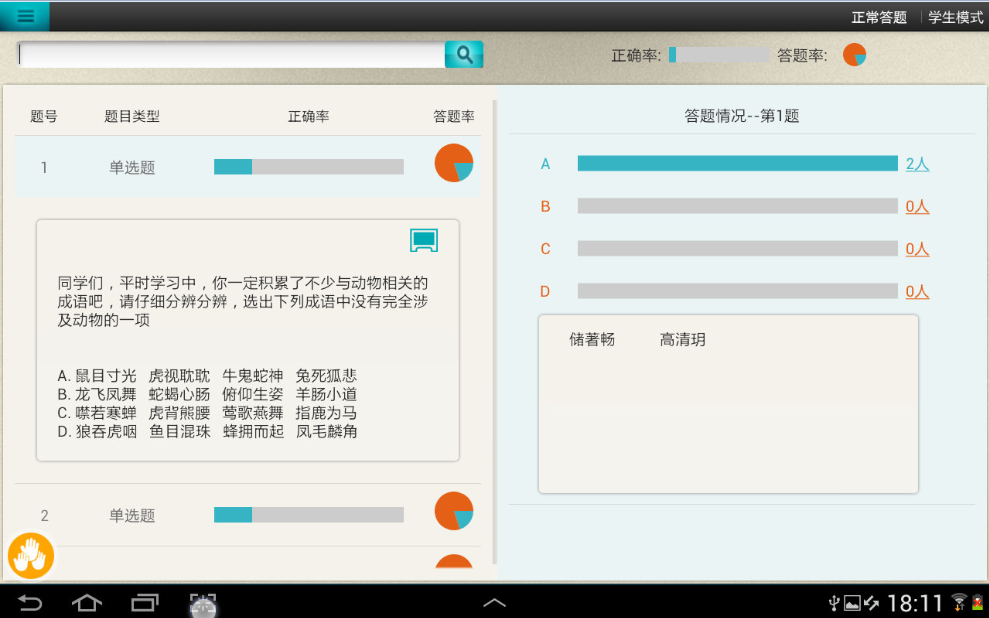 正常答题 学生模式
正确率: 答题率:
题号 题目类型 正确率 答题率
1 单选题
同学们，平时学习中，你一定积累了不少与动物相关的
成语吧，请仔细分辨分辨，选出下列成语中没有完全涉
及动物的一项
A. 鼠目寸光 虎视耽耽 牛鬼蛇神 兔死狐悲
B. 龙飞凤舞 蛇蝎心肠 俯仰生姿 羊肠小道
C. 噤若寒蝉 虎背熊腰 莺歌燕舞 指鹿为马
D. 狼吞虎咽 鱼目混珠 蜂拥而起 凤毛麟角
2 单选题
答题情况--第1题
A 2人
B 0人
C 0人
D 0人
储著畅 高清玥
18:11